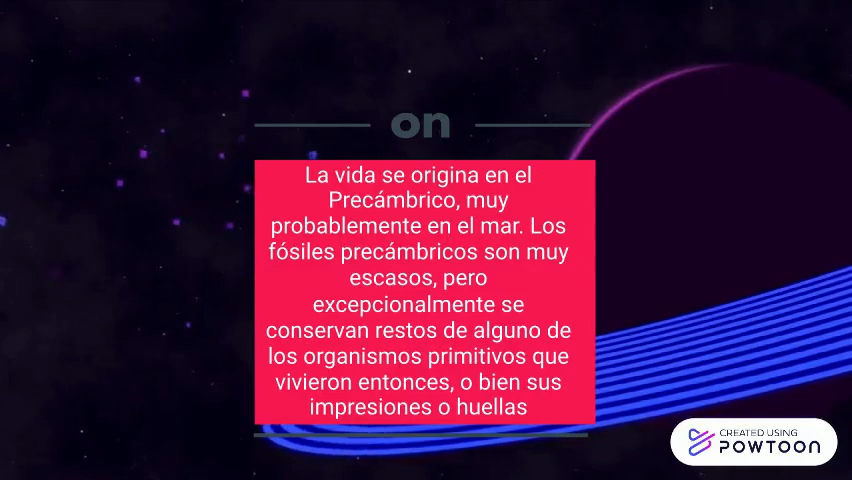 on
La vida se origina en el
Precámbrico, muy
probablemente en el mar. Los
fósiles precámbricos son muy
escasos, pero
excepcionalmente se
conservan restos de alguno de
los organismos primitivos que
vivieron entonces, o bien sus
impresiones o huellas
CREATED USING
POWTOON